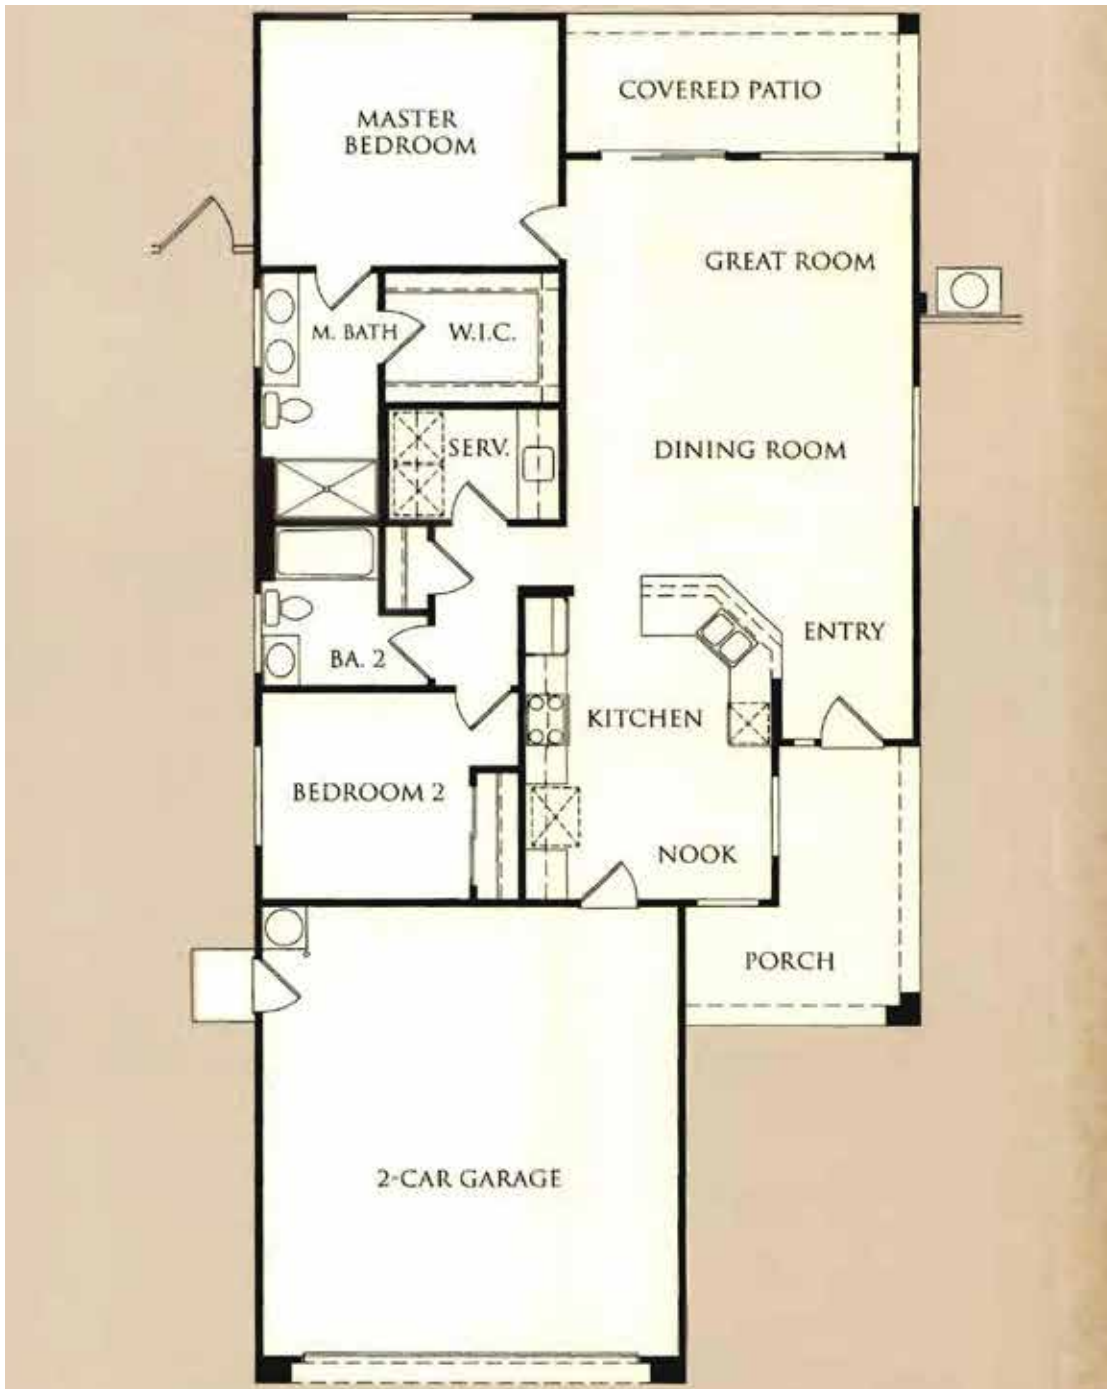 COVERED PATIO
MASTER
BEDROOM
GREAT ROOM
M. BATH
W.I.C.
SERV.
DINING ROOM
ENTRY
BA. 2
KITCHEN
BEDROOM 2
NOOK
PORCH
2-CAR GARAGE